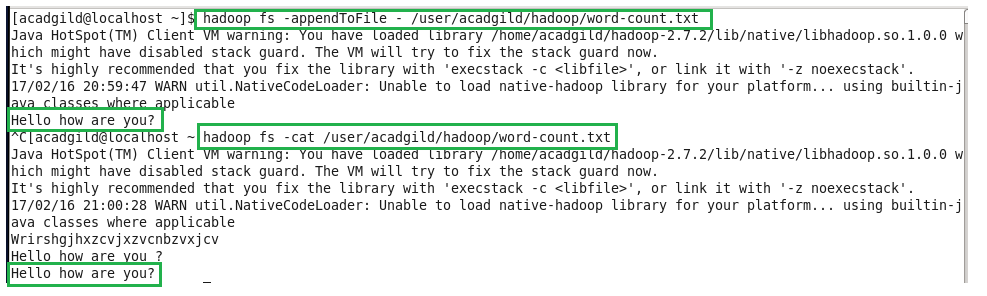 [acadgild@localhost ~]$ hadoop fs -appendToFile - /user/acadgild/hadoop/word-count.txt
Java HotSpot(TM) Client VM warning: You have loaded library /home/acadgild/hadoop-2.7.2/lib/native/libhadoop.so.1.0.0 w
hich might have disabled stack guard. The VM will try to fix the stack guard now.
It's highly recommended that you fix the library with 'execstack -c <libfile>', or link it with '-z noexecstack'.
17/02/16 20:59:47 WARN util.NativeCodeLoader: Unable to load native-hadoop library for your platform... using builtin-j
ava classes where applicable
Hello how are you?
^C[acadgild@localhost ~ hadoop fs -cat /user/acadgild/hadoop/word-count.txt
Java HotSpot(TM) Client VM warning: You have loaded library /home/acadgild/hadoop-2.7.2/lib/native/libhadoop.so.1.0.0 w
hich might have disabled stack guard. The VM will try to fix the stack guard now.
It's highly recommended that you fix the library with 'execstack -c <libfile>', or link it with '-z noexecstack'.
17/02/16 21:00:28 WARN util.NativeCodeLoader: Unable to load native-hadoop library for your platform... using builtin-j
ava classes where applicable
Wrirshgjhxzcvjxzvcnbzvxjcv
Hello how are you ?
Hello how are you?